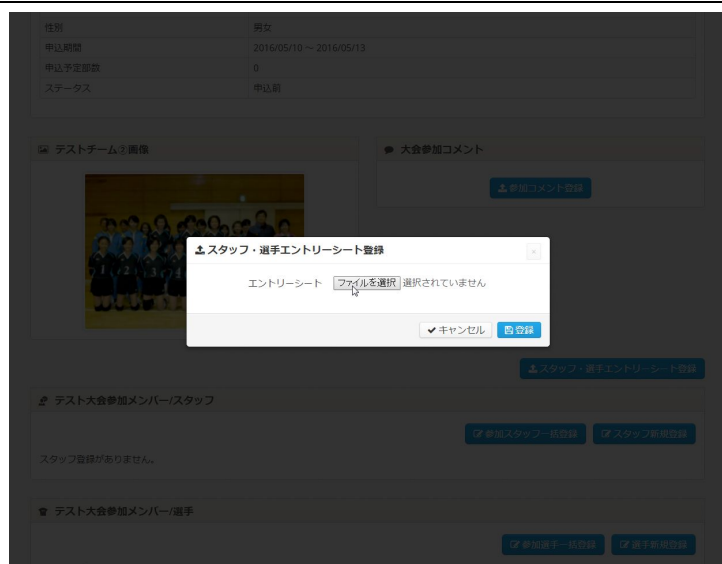 性別 男女
申込期間 2016/05/10 ～ 2016/05/13
申込予定部数 0
ステータス 申込前
テストチーム②画像
大会参加コメント
参加コメント登録
スタッフ・選手エントリーシート登録
×
エントリーシート ファイルを選択 選択されていません
キャンセル 登録
スタッフ・選手エントリーシート登録
テスト大会参加メンバー/スタッフ
参加スタッフ一括登録 スタッフ新規登録
スタッフ登録がありません。
テスト大会参加メンバー/選手
参加選手一括登録 選手新規登録